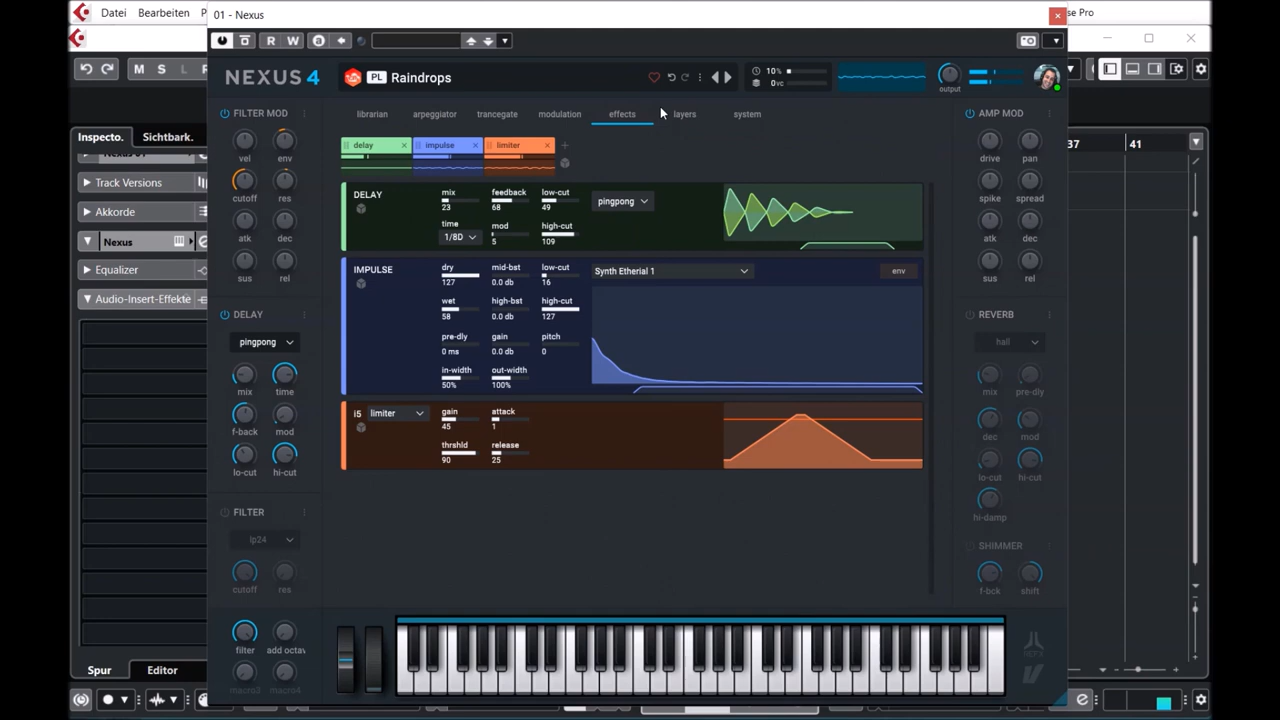 01 - Nexus
Datei
Bearbeiten
se Pro
M
S
L
R
W
a
NEXUS 4
PL Raindrops
10%
0vc
output
librarian
arpeggiator
trancegate
modulation
effects
layers
system
37
41
Inspecto.
Sichtbark.
Track Versions
Akkorde
Nexus
Equalizer
Audio-Insert-Effekte
FILTER MOD
vel
env
cutoff
res
atk
dec
sus
rel
DELAY
pingpong
mix
time
f-back
mod
lo-cut
hi-cut
FILTER
lp24
cutoff
res
filter
add octav
macro3
macro4
delay
impulse
limiter
DELAY
mix
23
feedback
68
low-cut
49
time
1/8D
mod
5
high-cut
109
pingpong
IMPULSE
dry
127
mid-bst
0.0 db
low-cut
16
wet
58
high-bst
0.0 db
high-cut
127
pre-dly
0 ms
gain
0.0 db
pitch
0
in-width
50%
out-width
100%
Synth Etherial 1
env
i5
limiter
gain
45
attack
1
thrshld
90
release
25
AMP MOD
drive
pan
spike
spread
atk
dec
sus
rel
REVERB
hall
mix
pre-dly
dec
mod
lo-cut
hi-cut
hi-damp
SHIMMER
f-bck
shift
Spur
Editor
e